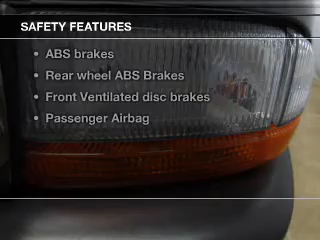 SAFETY FEATURES
• ABS brakes
• Rear wheel ABS Brakes
• Front Ventilated disc brakes
• Passenger Airbag